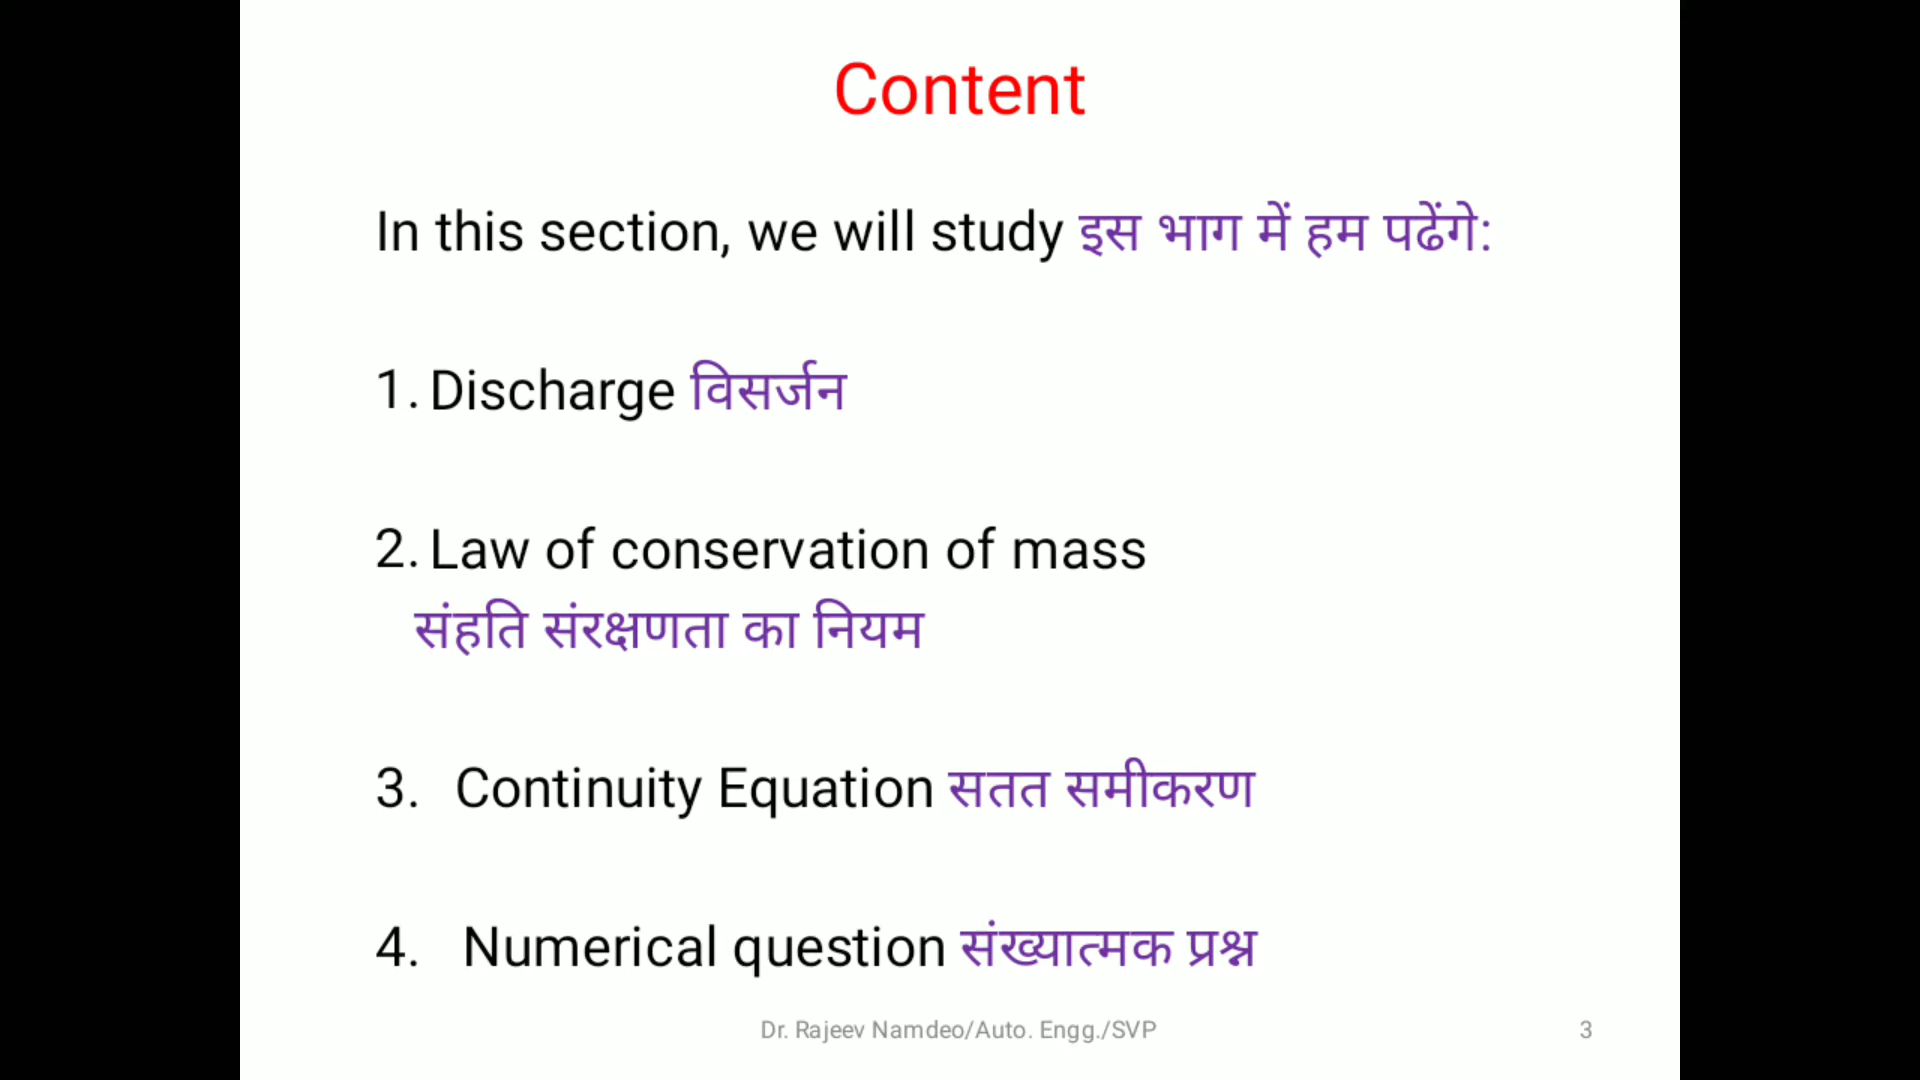 Content
In this section, we will study इस भाग में हम पढेंगे:
1. Discharge विसर्जन
2. Law of conservation of mass
संहति संरक्षणता का नियम
3. Continuity Equation सतत समीकरण
4. Numerical question संख्यात्मक प्रश्न
Dr. Rajeev Namdeo/Auto. Engg./SVP 3